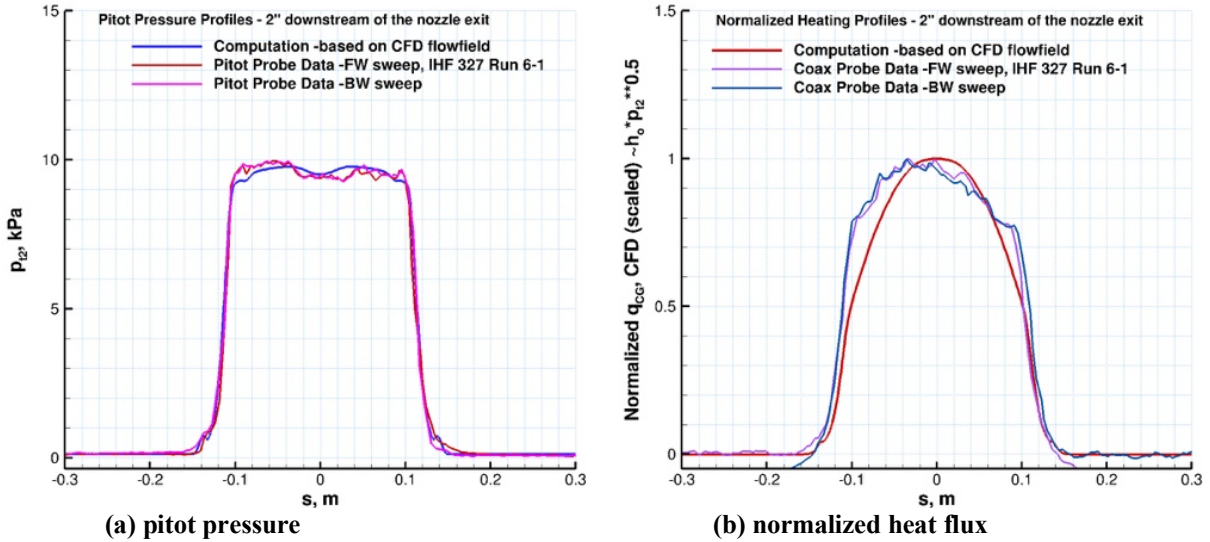 Pitot Pressure Profiles - 2" downstream of the nozzle exit
Computation -based on CFD flowfield
Pitot Probe Data -FW sweep, IHF 327 Run 6-1
Pitot Probe Data -BW sweep
15
10
5
0
pt2, kPa
-0.3 -0.2 -0.1 0 0.1 0.2 0.3
s, m
(a) pitot pressure
Normalized Heating Profiles - 2" downstream of the nozzle exit
Computation -based on CFD flowfield
Coax Probe Data -FW sweep, IHF 327 Run 6-1
Coax Probe Data -BW sweep
1.5
1
0.5
0
Normalized qCG, CFD (scaled) ~ho*pt2**0.5
-0.3 -0.2 -0.1 0 0.1 0.2 0.3
s, m
(b) normalized heat flux